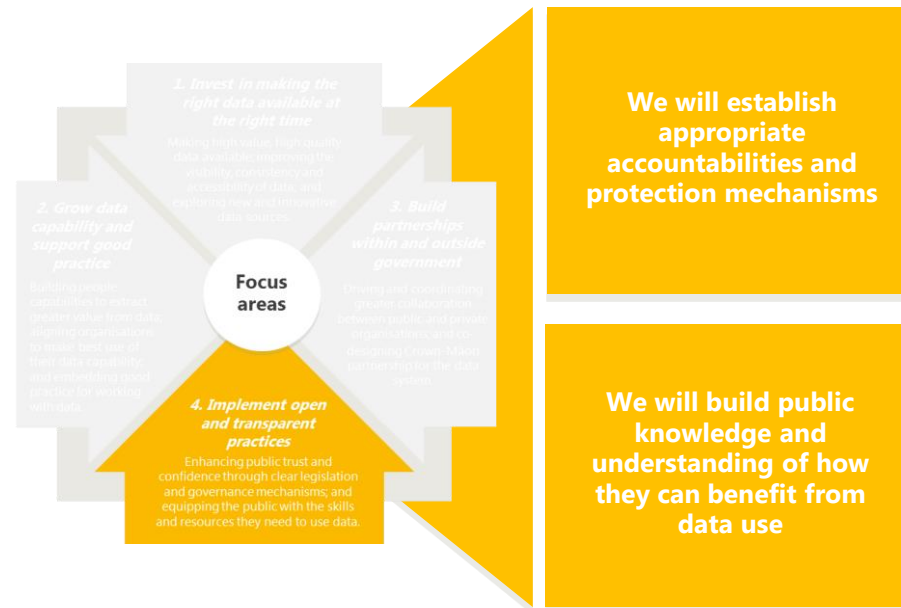 1. Invest in making the
right data available at
the right time
Making high value, high quality
data available; improving the
visibility, consistency and
accessibility of data; and
exploring new and innovative
data sources.
2. Grow data
capability and
support good
practice
Building people
capabilities to extract
greater value from data,
aligning organisations
to make best use of
their data capability;
and embedding good
practice for working
with data.
3. Build
partnerships
within and outside
government
Driving and coordinating
greater collaboration
between public and private
organisations; and co-
designing Crown-Māori
partnership for the data
system
Focus
areas
4. Implement open
and transparent
practices
Enhancing public trust and
confidence through clear legislation
and governance mechanisms; and
equipping the public with the skills
and resources they need to use data.
We will establish
appropriate
accountabilities and
protection mechanisms
We will build public
knowledge and
understanding of how
they can benefit from
data use